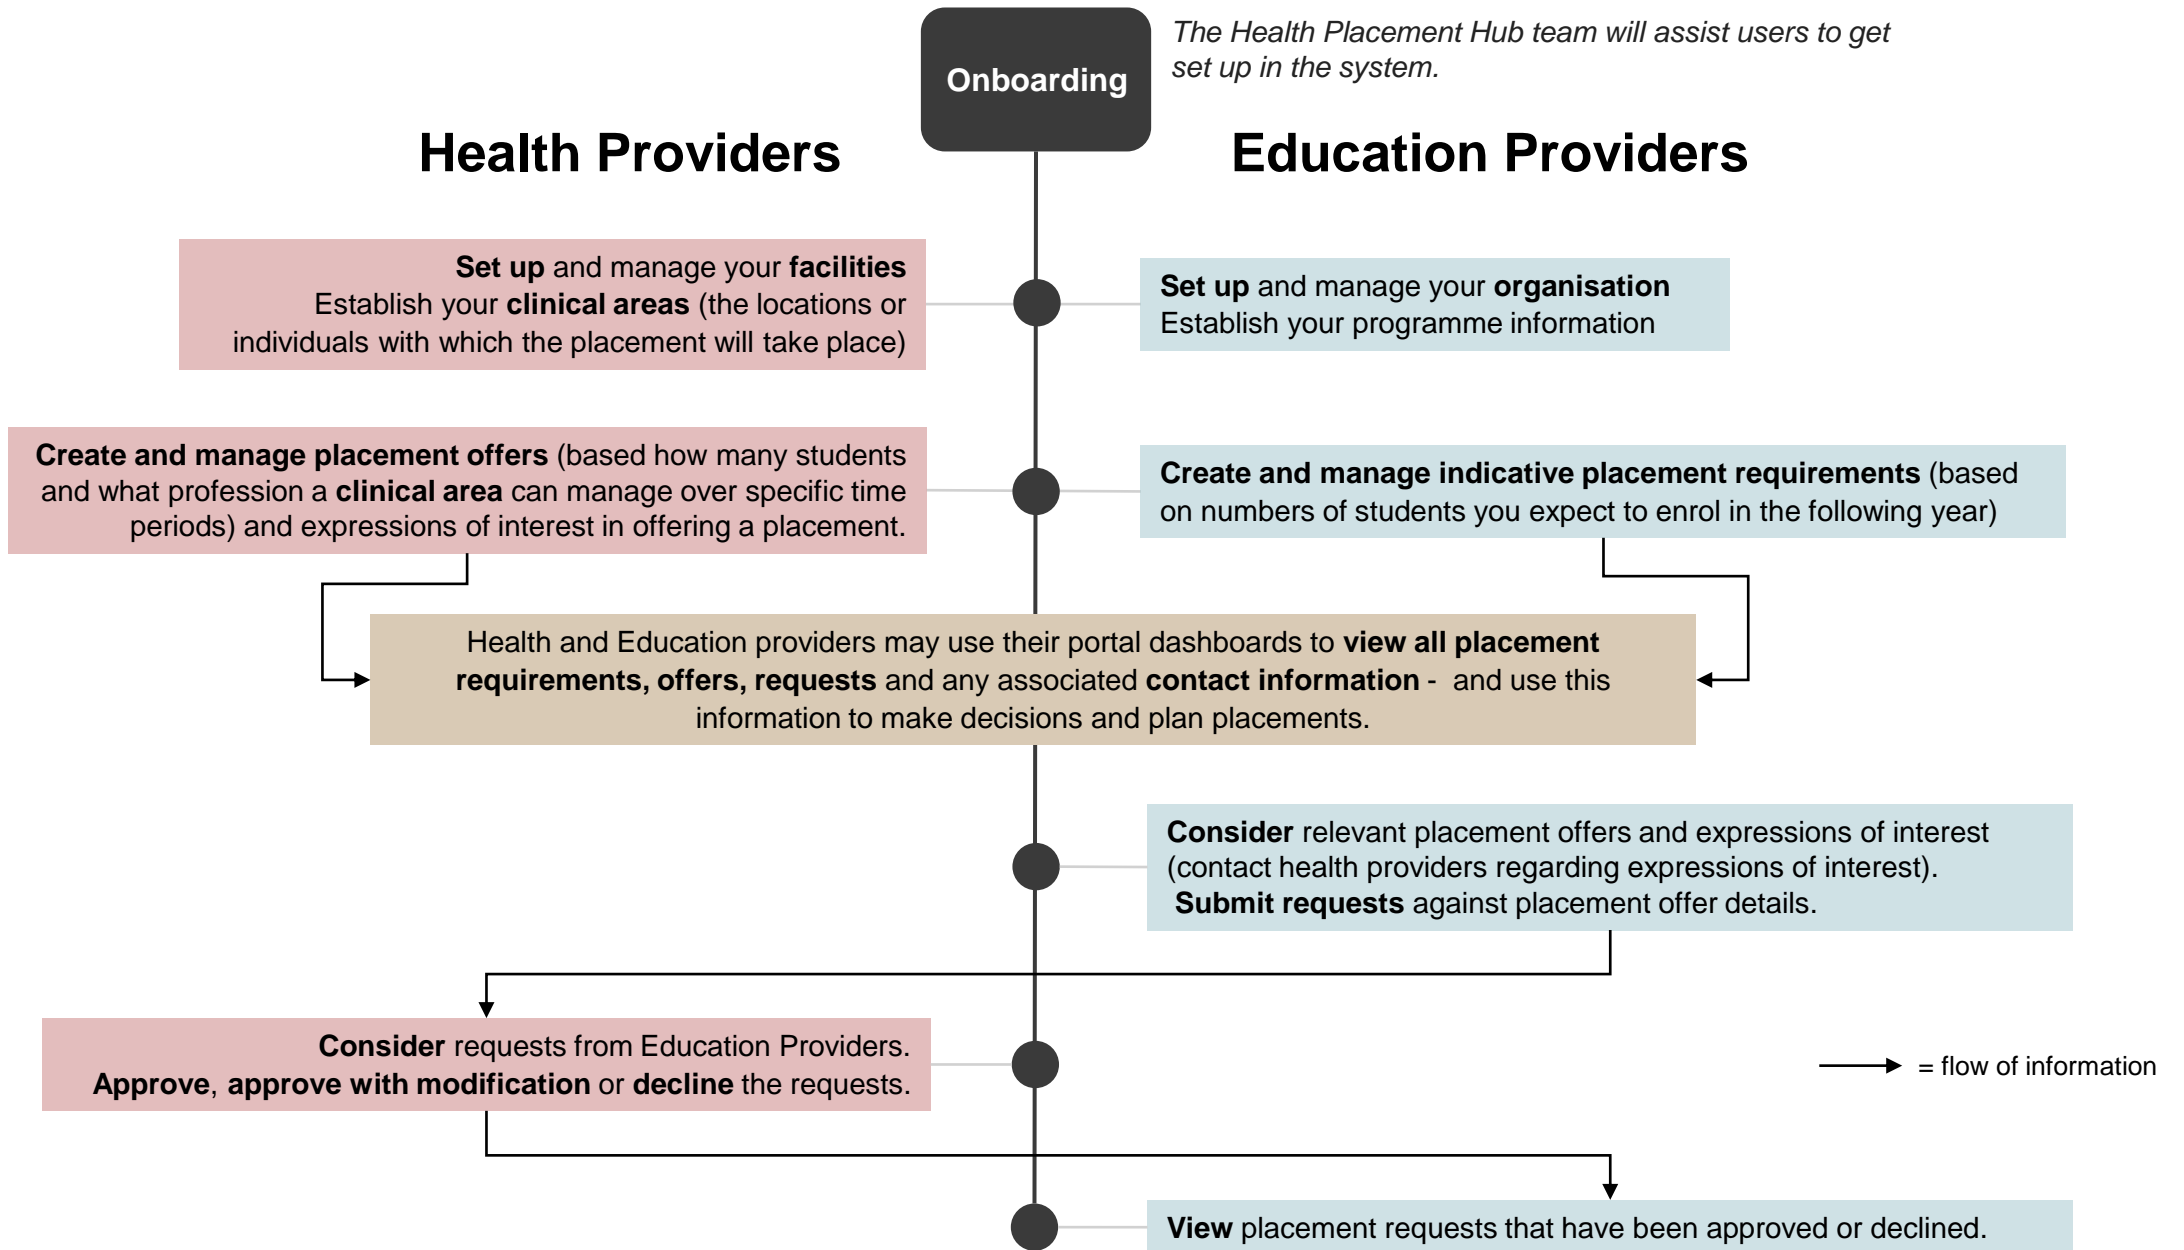 Onboarding
The Health Placement Hub team will assist users to get
set up in the system.
Health Providers
Education Providers
Set up and manage your facilities
Establish your clinical areas (the locations or
individuals with which the placement will take place)
Set up and manage your organisation
Establish your programme information
Create and manage placement offers (based how many students
and what profession a clinical area can manage over specific time
periods) and expressions of interest in offering a placement.
Create and manage indicative placement requirements (based
on numbers of students you expect to enrol in the following year)
Health and Education providers may use their portal dashboards to view all placement
requirements, offers, requests and any associated contact information - and use this
information to make decisions and plan placements.
Consider relevant placement offers and expressions of interest
(contact health providers regarding expressions of interest).
Submit requests against placement offer details.
Consider requests from Education Providers.
Approve, approve with modification or decline the requests.
= flow of information
View placement requests that have been approved or declined.